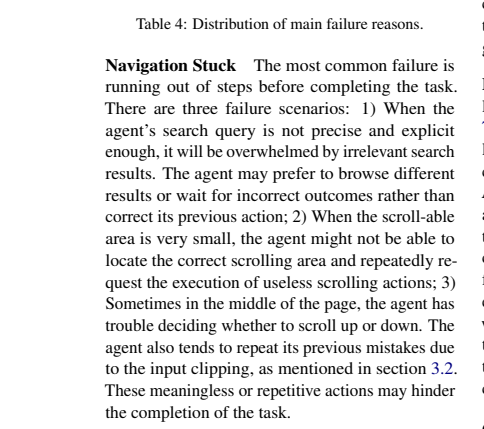 Table 4: Distribution of main failure reasons.
Navigation Stuck The most common failure is
running out of steps before completing the task.
There are three failure scenarios: 1) When the
agent's search query is not precise and explicit
enough, it will be overwhelmed by irrelevant search
results. The agent may prefer to browse different
results or wait for incorrect outcomes rather than
correct its previous action; 2) When the scroll-able
area is very small, the agent might not be able to
locate the correct scrolling area and repeatedly re-
quest the execution of useless scrolling actions; 3)
Sometimes in the middle of the page, the agent has
trouble deciding whether to scroll up or down. The
agent also tends to repeat its previous mistakes due
to the input clipping, as mentioned in section 3.2.
These meaningless or repetitive actions may hinder
the completion of the task.